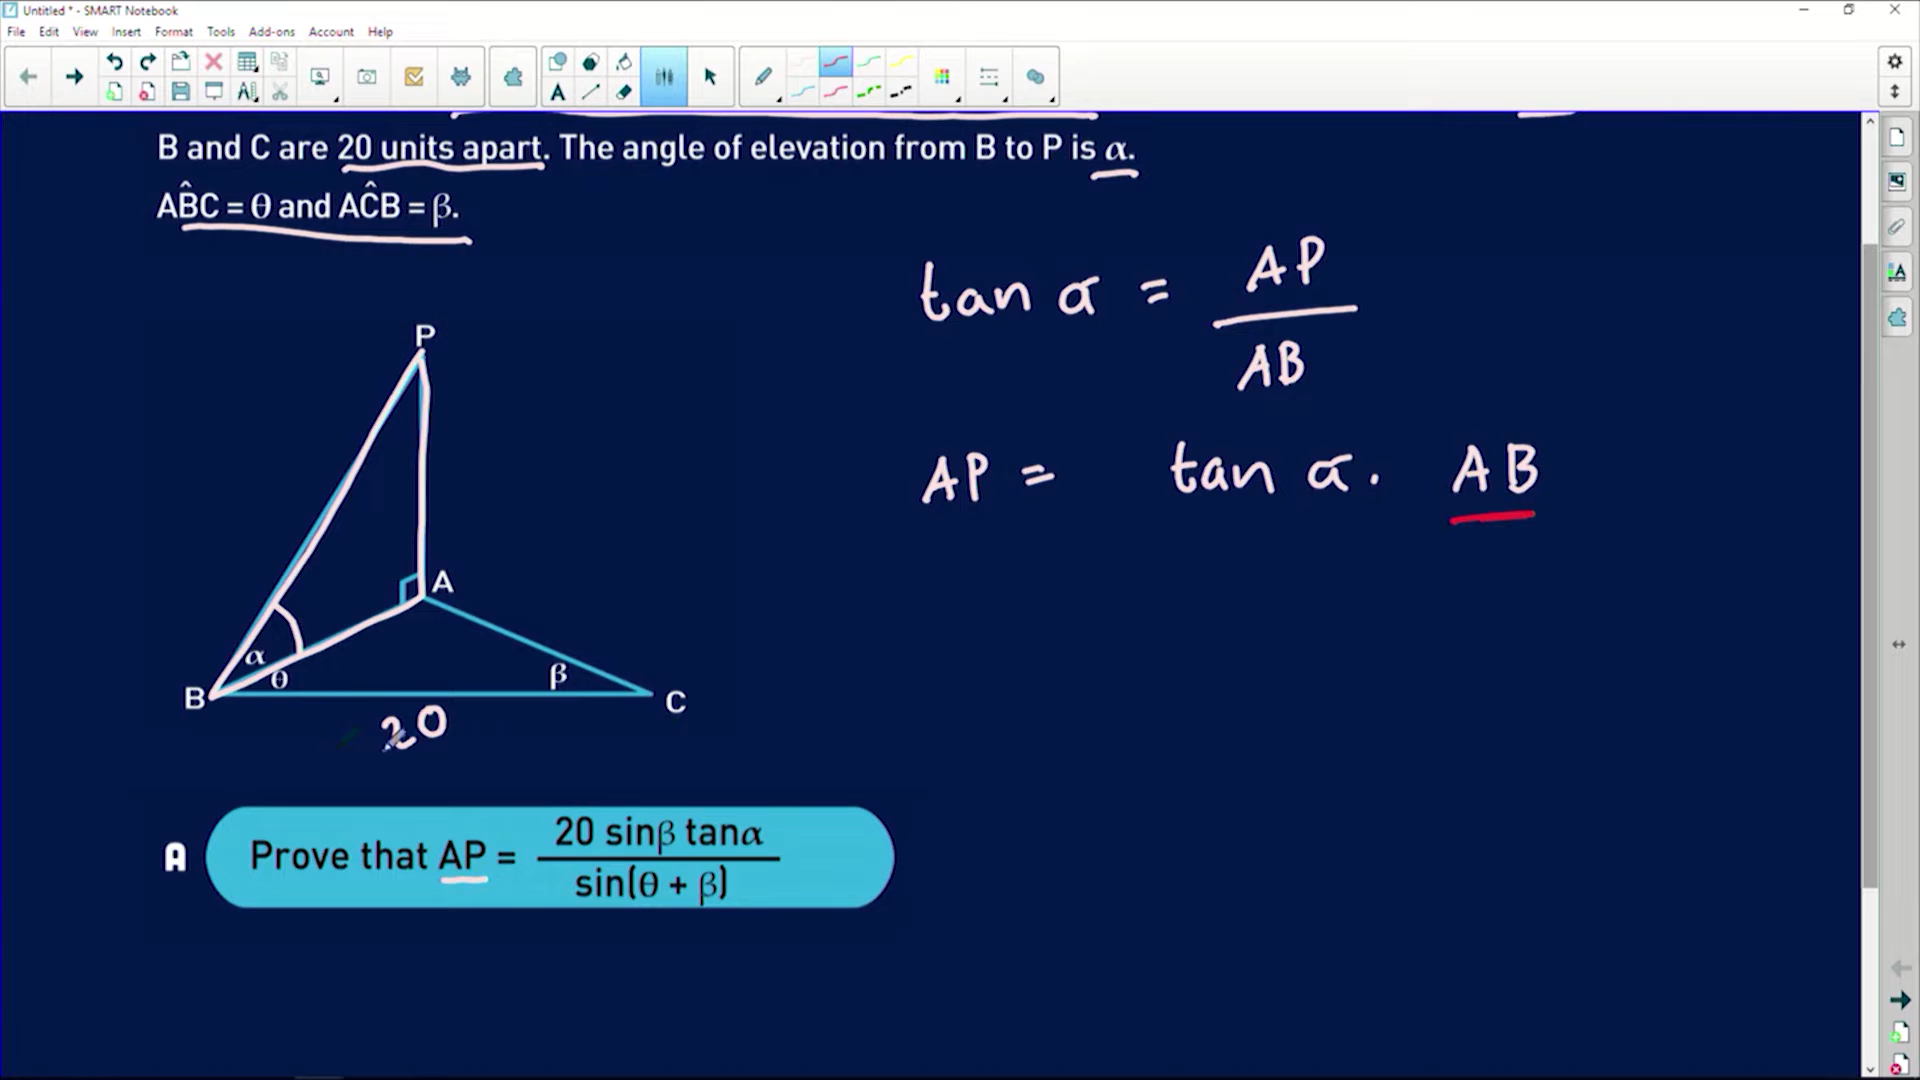 Untitled * - SMART Notebook
File Edit View Insert Format Tools Add-ons Account Help
B and C are 20 units apart. The angle of elevation from B to P is α.
AB̂C = θ and AĈB = β.
tan α = AP
AB
AP = tan α . AB
P
A
α
θ
β
B
C
20
A
Prove that AP = 20 sinβ tanα
sin(θ + β)